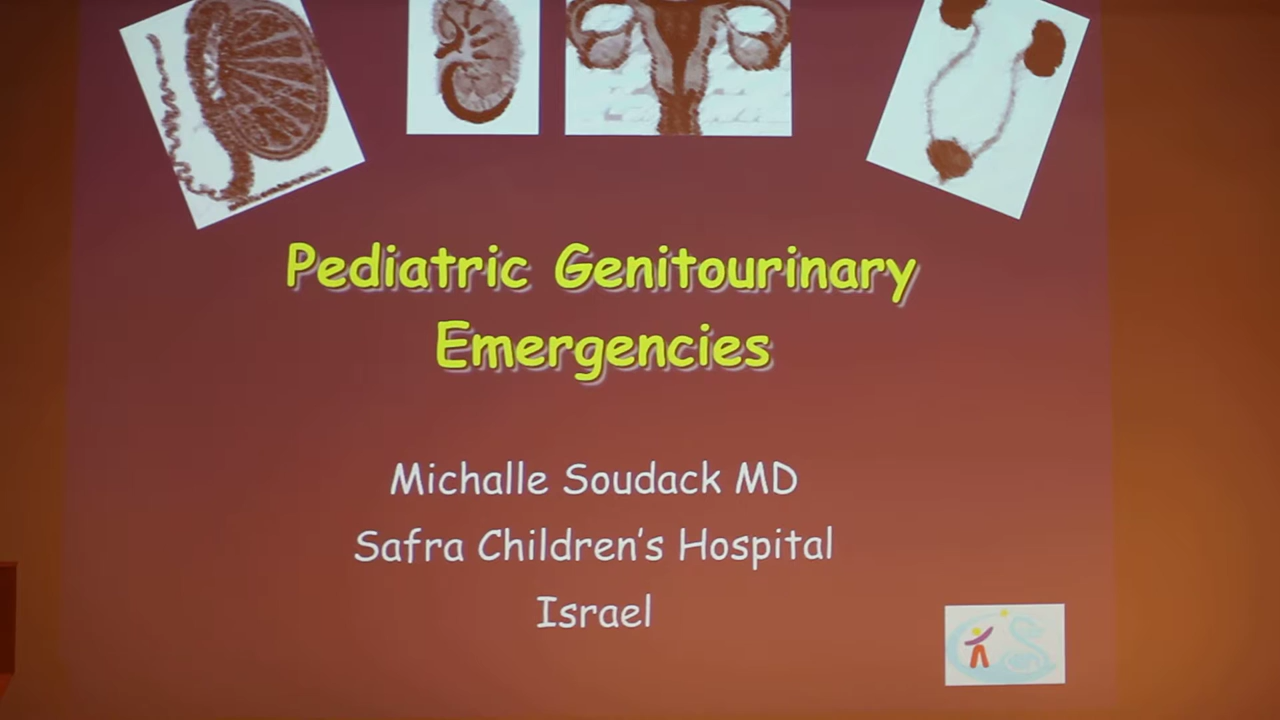 Pediatric Genitourinary
Emergencies
Michalle Soudack MD
Safra Children's Hospital
Israel